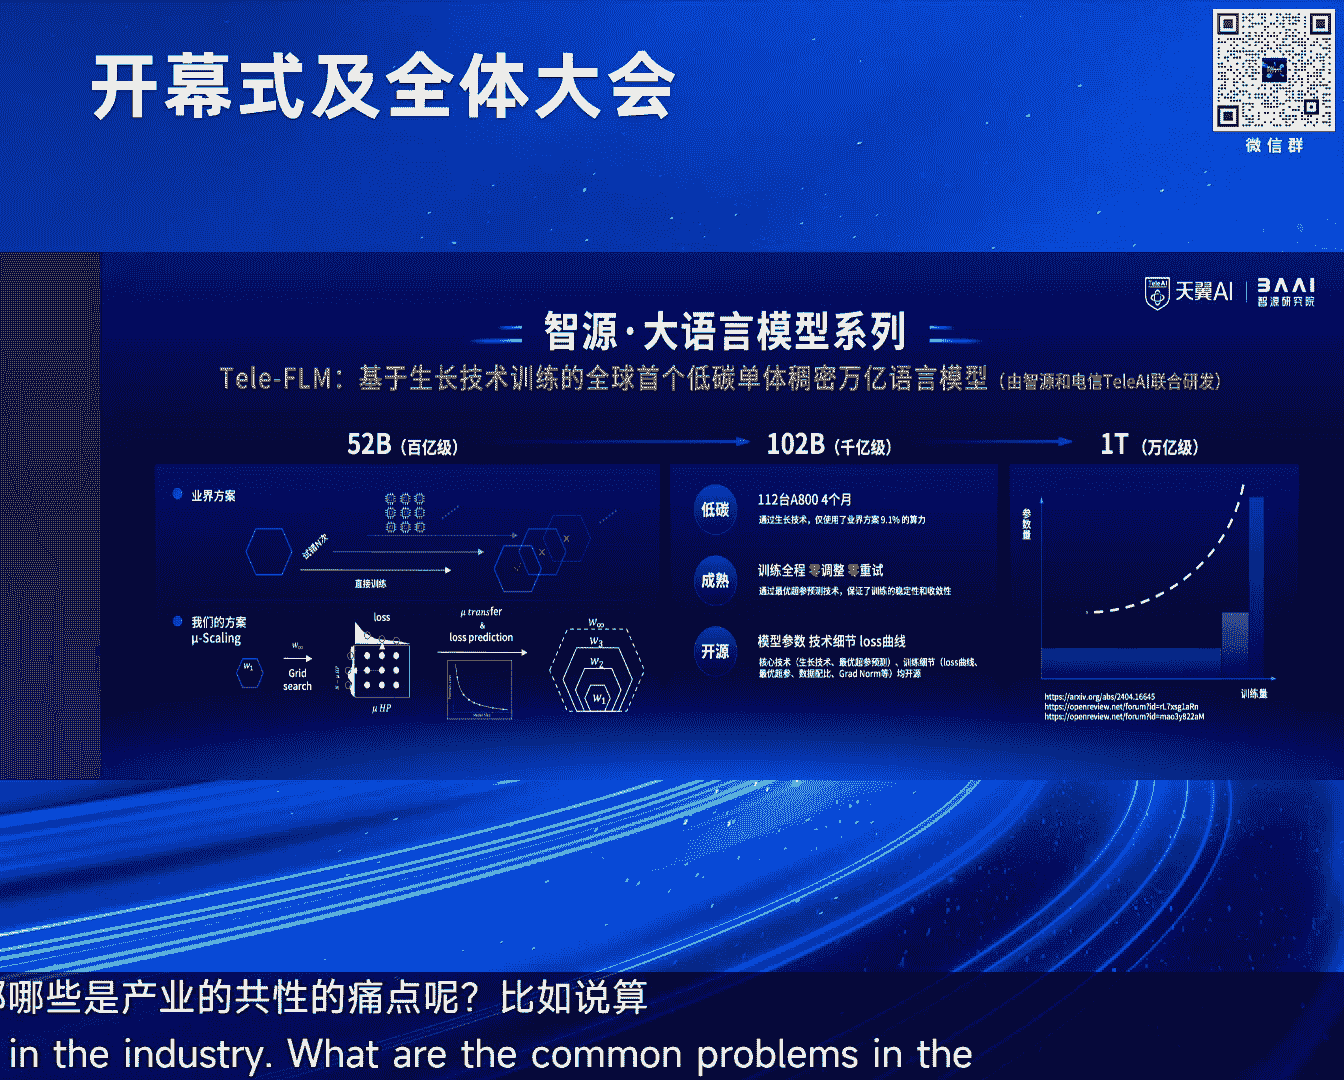 开幕式及全体大会
微信群
TeleAI
天翼AI
BAAI
智源研究院
智源·大语言模型系列
Tele-FLM：基于生长技术训练的全球首个低碳单体稠密万亿语言模型（由智源和电信TeleAI联合研发）
52B（百亿级）
102B（千亿级）
1T（万亿级）
业界方案
试错N次
直接训练
x
x
我们的方案
μ-Scaling
w₁
w∞
Grid
search
loss
μ HP
μ transfer
&
loss prediction
w∞
w₃
w₂
w₁
低碳
112台A800 4个月
通过生长技术，仅使用了业界方案 9.1% 的算力
成熟
训练全程 零调整 零重试
通过最优超参预测技术，保证了训练的稳定性和收敛性
开源
模型参数 技术细节 loss曲线
核心技术（生长技术、最优超参预测）、训练细节（loss曲线、
最优超参、数据配比、Grad Norm等）均开源
参数量
训练量
https://arxiv.org/abs/2404.16645
https://openreview.net/forum?id=rL7xsg1aRn
https://openreview.net/forum?id=mao3y822aM
哪些是产业的共性的痛点呢？比如说算
in the industry. What are the common problems in the